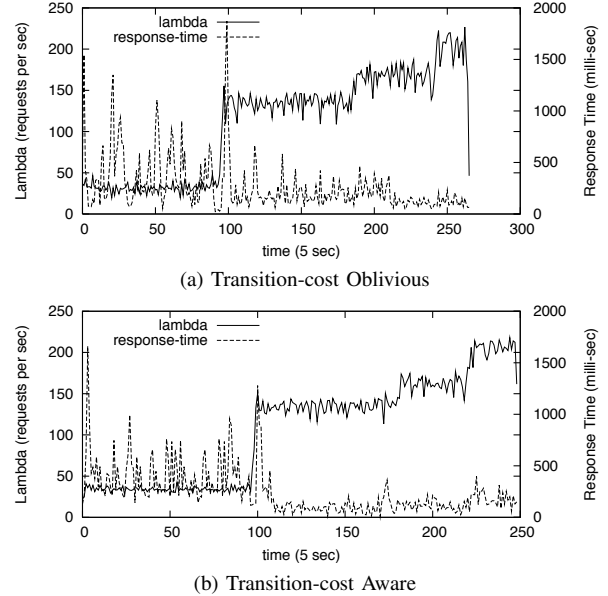 lambda
response-time
Lambda (requests per sec)
250
200
150
100
50
0
2000
1500
1000
500
0
Response Time (milli-sec)
0 50 100 150 200 250 300
time (5 sec)
(a) Transition-cost Oblivious
lambda
response-time
Lambda (requests per sec)
250
200
150
100
50
0
2000
1500
1000
500
0
Response Time (milli-sec)
0 50 100 150 200 250
time (5 sec)
(b) Transition-cost Aware